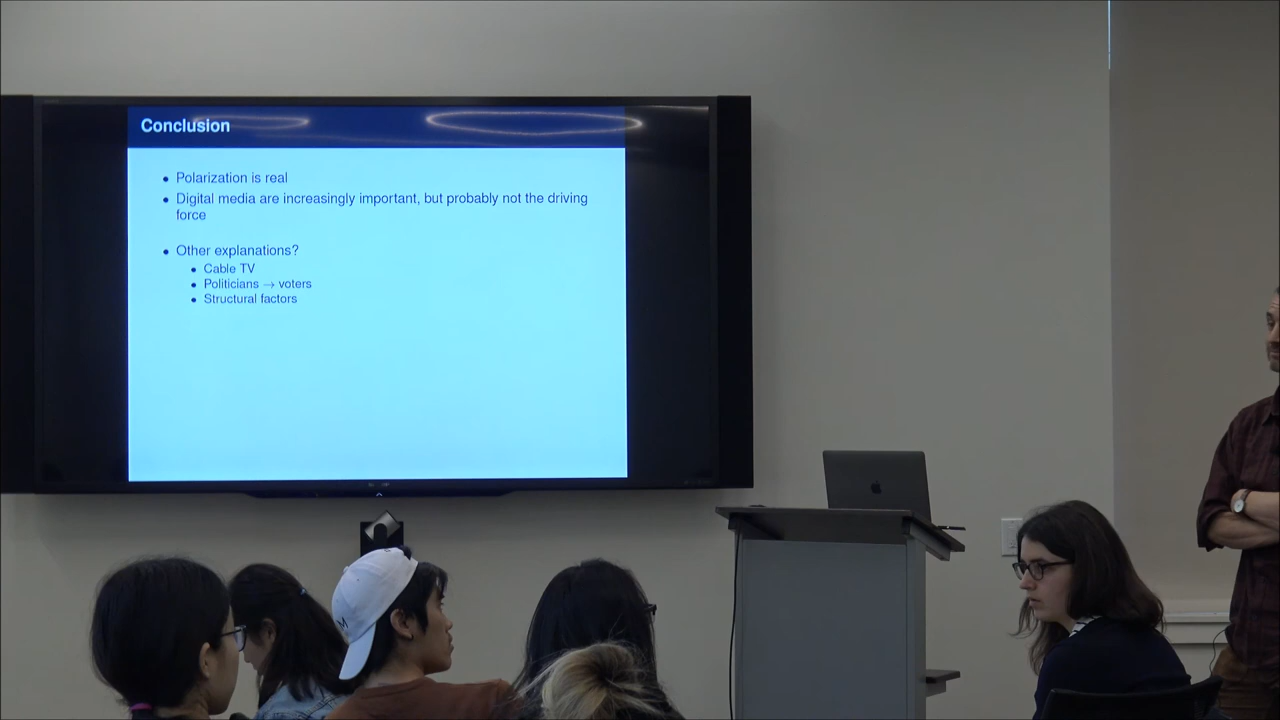 Conclusion
Polarization is real
Digital media are increasingly important, but probably not the driving
force
Other explanations?
Cable TV
Politicians → voters
Structural factors